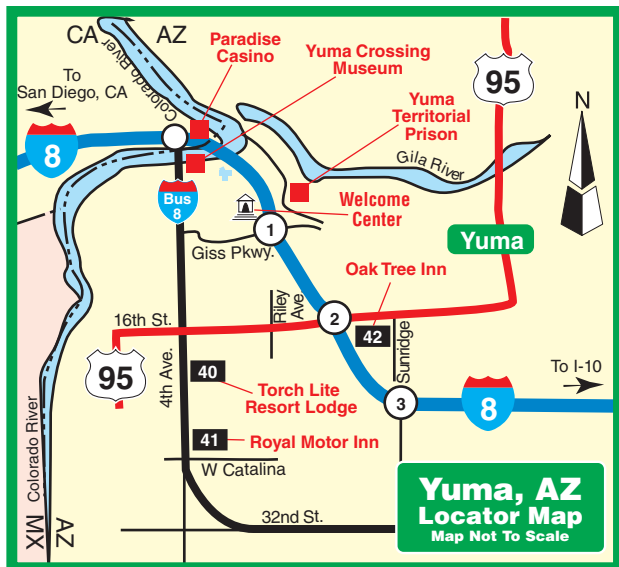 CA
AZ
Paradise
Casino
Yuma Crossing
Museum
To
San Diego, CA
Colorado River
95
Yuma
Territorial
Prison
N
8
Gila River
Bus
8
Welcome
Center
1
Giss Pkwy.
Yuma
Oak Tree Inn
Riley
Ave.
16th St.
2
42
Sunridge
95
4th Ave.
40
Torch Lite
Resort Lodge
To I-10
3
8
Colorado River
41
Royal Motor Inn
W Catalina
32nd St.
MX
AZ
Yuma, AZ
Locator Map
Map Not To Scale